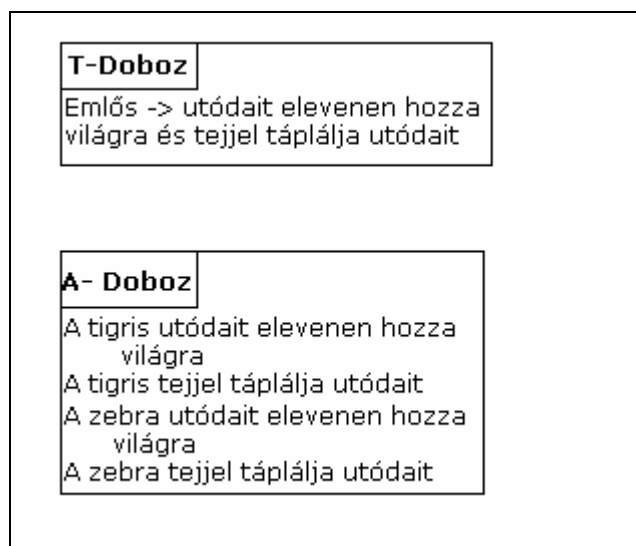 T-Doboz
Emlős -> utódait elevenen hozza
világra és tejjel táplálja utódait
A- Doboz
A tigris utódait elevenen hozza
világra
A tigris tejjel táplálja utódait
A zebra utódait elevenen hozza
világra
A zebra tejjel táplálja utódait